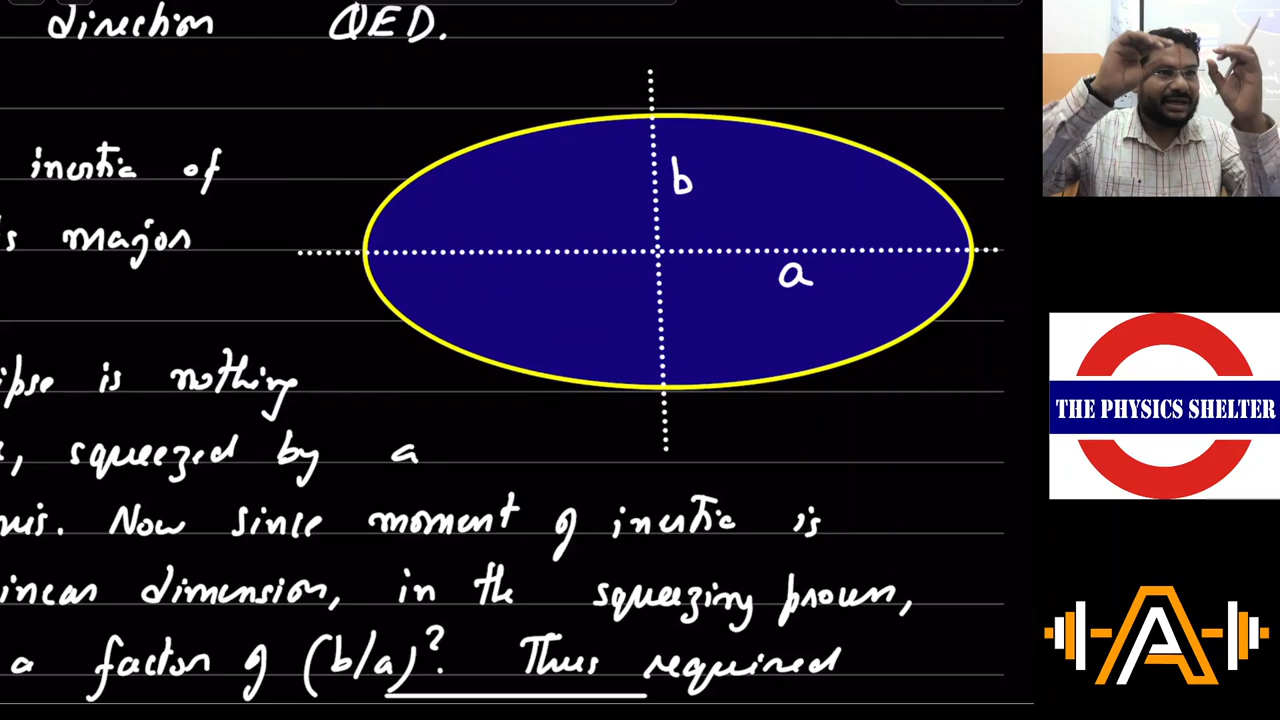 direction QED.
inertia of
b
s major
a
ipse is nothing
, squeezed by a
Now since moment of inertia is
inear dimension, in the squeezing process,
a factor of (b/a)². Thus required
THE PHYSICS SHELTER
A